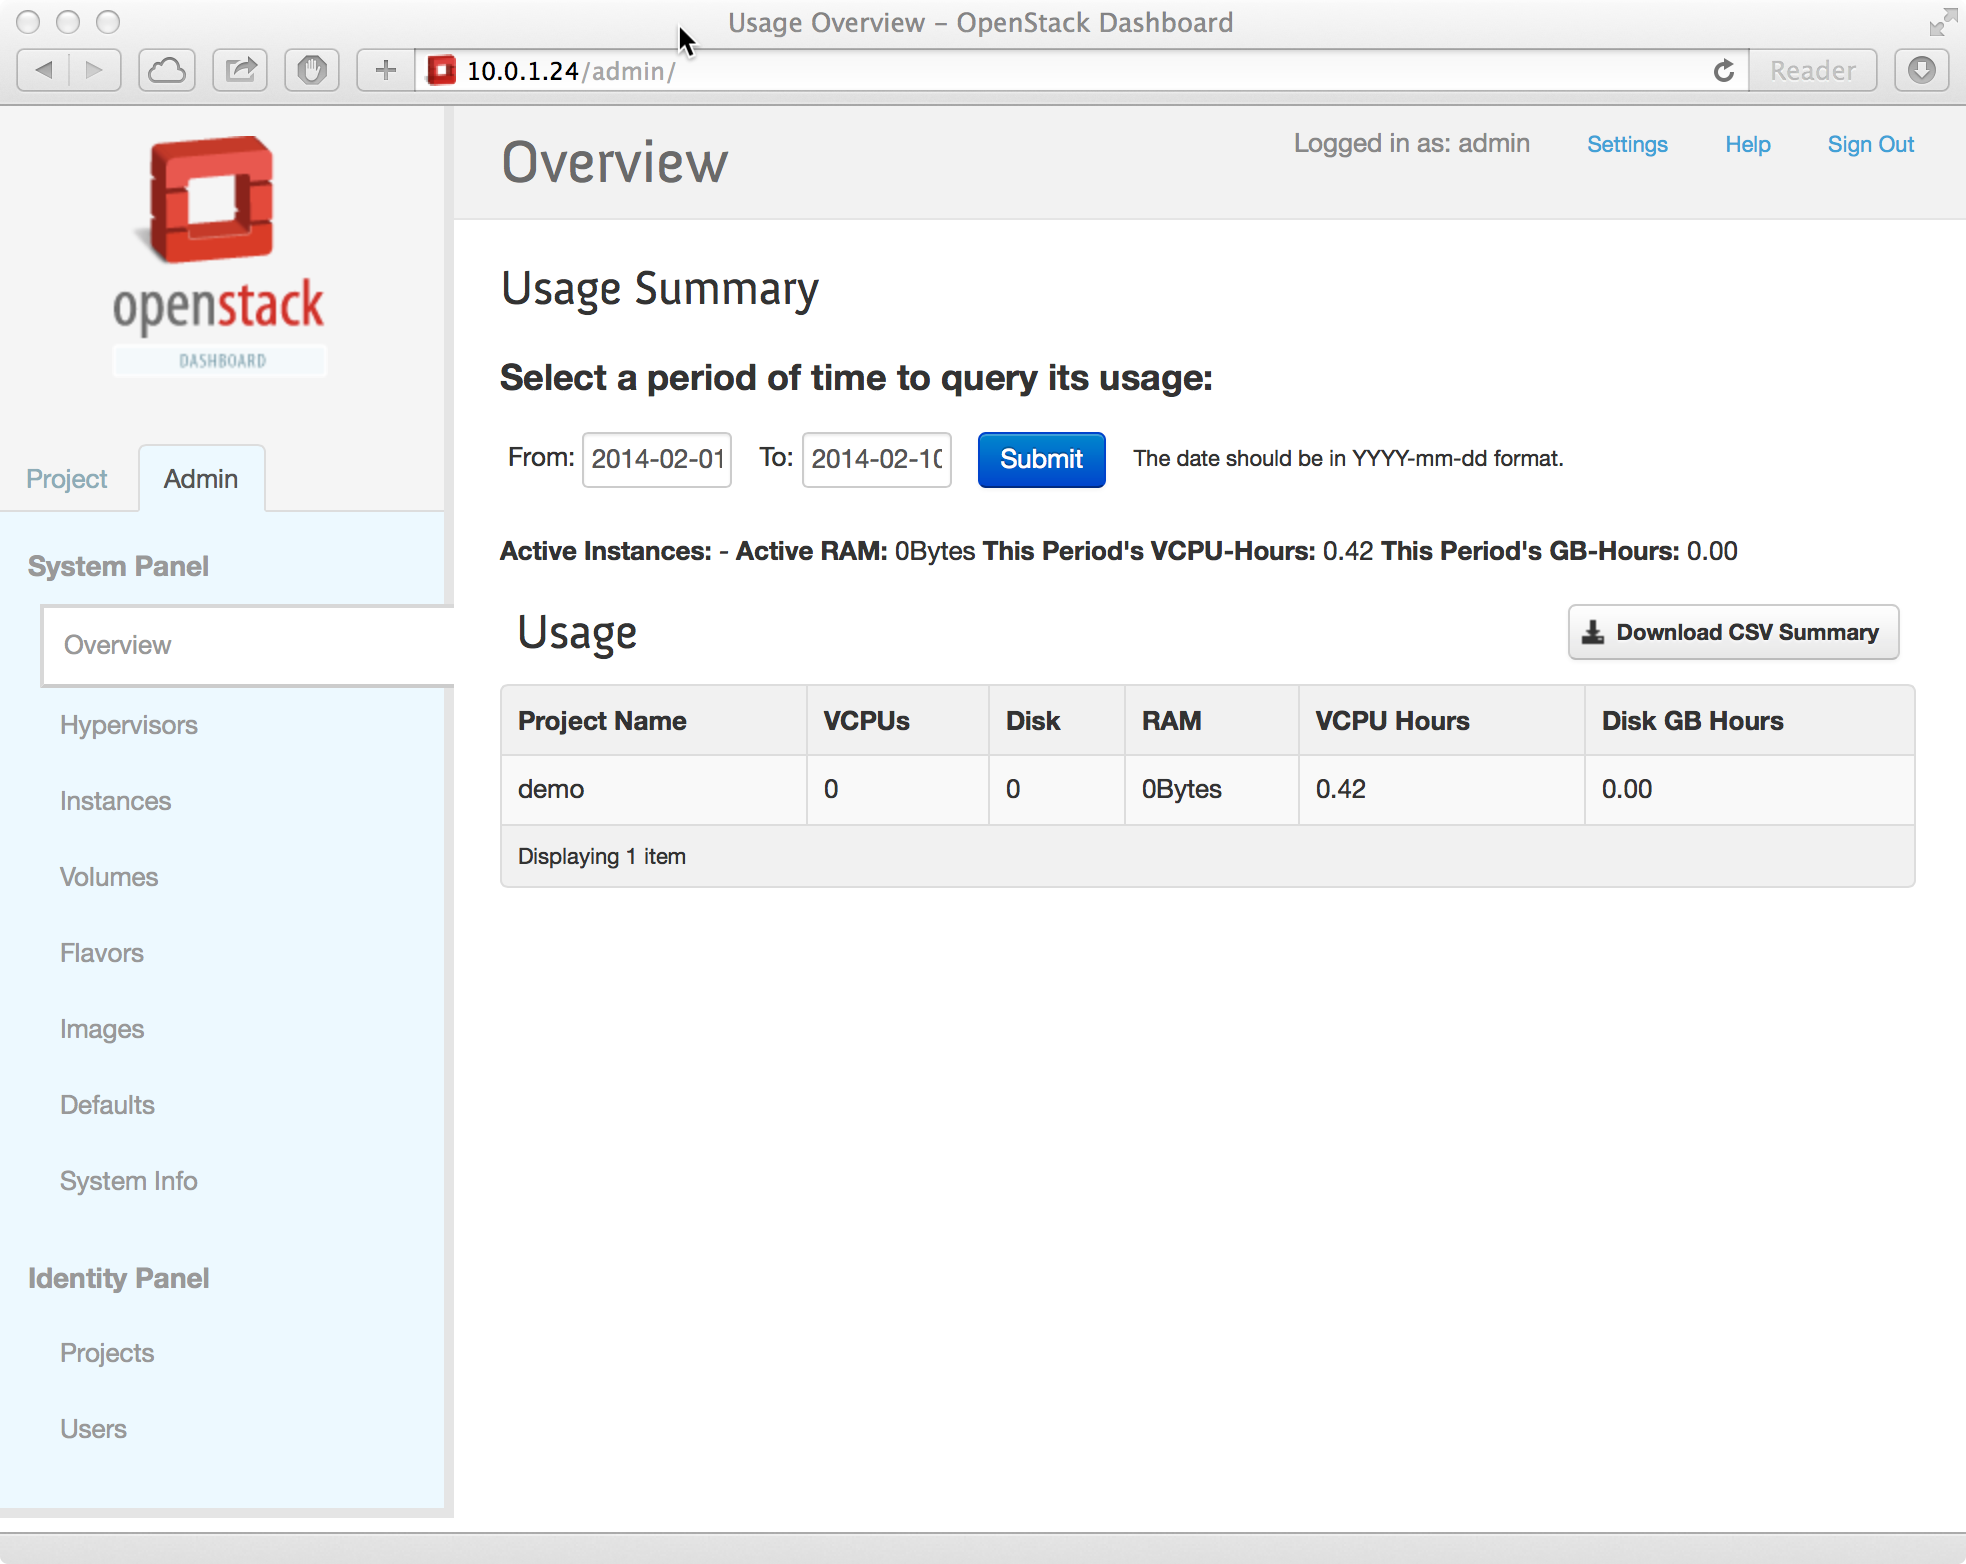 Usage Overview – OpenStack Dashboard
10.0.1.24/admin/
Reader
openstack
DASHBOARD
Overview
Logged in as: admin Settings Help Sign Out
Project Admin
System Panel
Overview
Hypervisors
Instances
Volumes
Flavors
Images
Defaults
System Info
Identity Panel
Projects
Users
Usage Summary
Select a period of time to query its usage:
From: 2014-02-01 To: 2014-02-10 Submit The date should be in YYYY-mm-dd format.
Active Instances: - Active RAM: 0Bytes This Period's VCPU-Hours: 0.42 This Period's GB-Hours: 0.00
Usage Download CSV Summary
Project Name VCPUs Disk RAM VCPU Hours Disk GB Hours
demo 0 0 0Bytes 0.42 0.00
Displaying 1 item